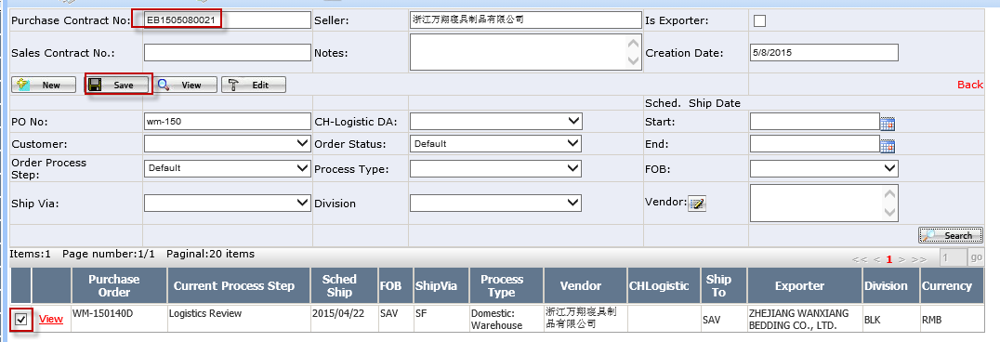 Purchase Contract No: EB1505080021 Seller: 浙江万翔寝具制品有限公司 Is Exporter:
Sales Contract No.: Notes: Creation Date: 5/8/2015
New Save View Edit Back
Sched. Ship Date
PO No: wm-150 CH-Logistic DA: Start:
Customer: Order Status: Default End:
Order Process Step: Default Process Type: FOB:
Ship Via: Division Vendor:
Search
Items:1 Page number:1/1 Paginal:20 items << < 1 > >> 1 go
Purchase Order Current Process Step Sched Ship FOB ShipVia Process Type Vendor CHLogistic Ship To Exporter Division Currency
View WM-150140D Logistics Review 2015/04/22 SAV SF Domestic: Warehouse 浙江万翔寝具制品有限公司 SAV ZHEJIANG WANXIANG BEDDING CO., LTD. BLK RMB